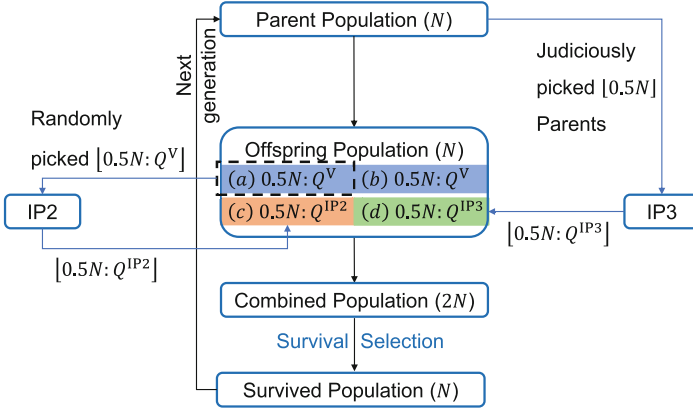 Parent Population (N)
Next generation
Judiciously
picked ⌊0.5N⌋
Parents
Randomly
picked ⌊0.5N: Q^V⌋
Offspring Population (N)
(a) 0.5N: Q^V (b) 0.5N: Q^V
(c) 0.5N: Q^IP2 (d) 0.5N: Q^IP3
IP2
IP3
⌊0.5N: Q^IP3⌋
⌊0.5N: Q^IP2⌋
Combined Population (2N)
Survival Selection
Survived Population (N)